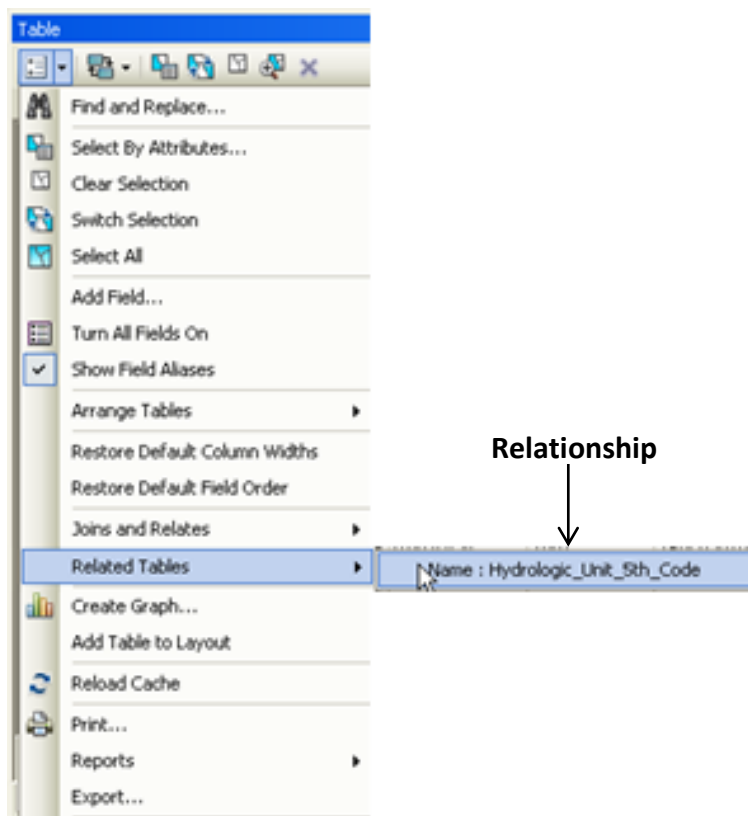 Table
Find and Replace...
Select By Attributes...
Clear Selection
Switch Selection
Select All
Add Field...
Turn All Fields On
Show Field Aliases
Arrange Tables
Restore Default Column Widths
Restore Default Field Order
Relationship
Joins and Relates
Related Tables
Name : Hydrologic_Unit_5th_Code
Create Graph...
Add Table to Layout
Reload Cache
Print...
Reports
Export...